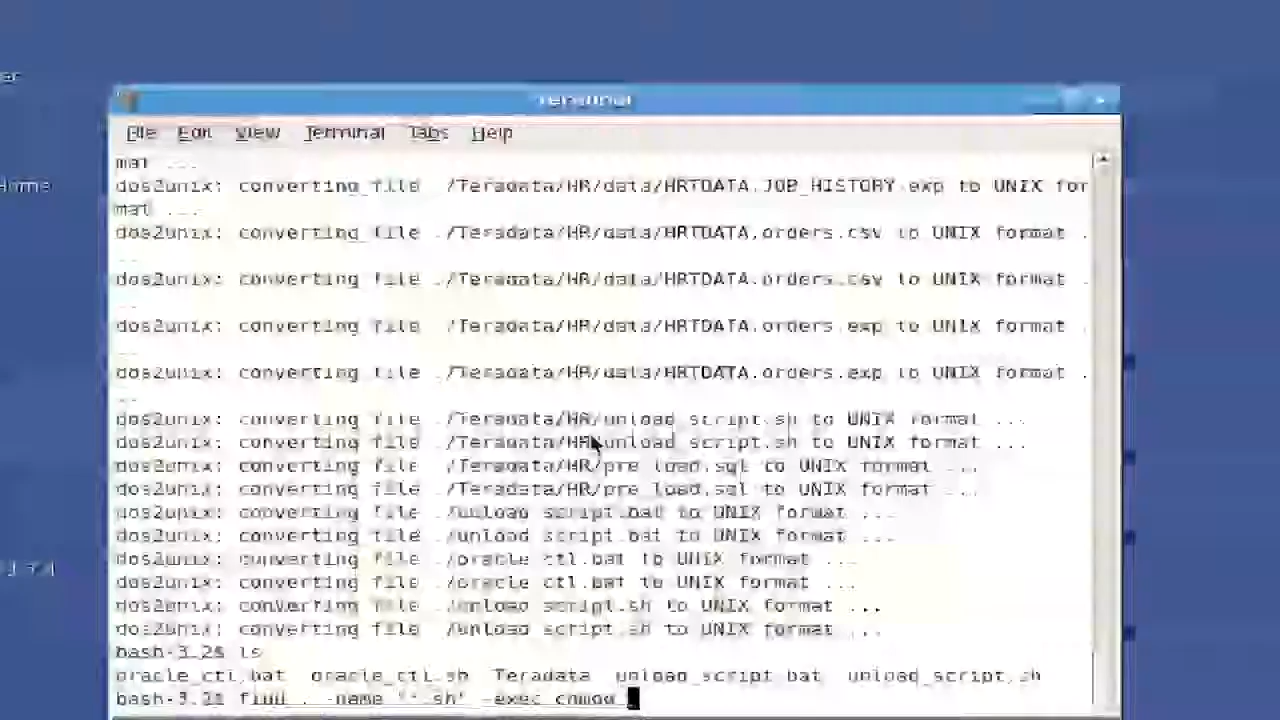 er
Home
Terminal
File Edit View Terminal Tabs Help
mat ...
dos2unix: converting file ./Teradata/HR/data/HRTDATA.JOB_HISTORY.exp to UNIX for
mat ...
dos2unix: converting file ./Teradata/HR/data/HRTDATA.orders.csv to UNIX format .
..
dos2unix: converting file ./Teradata/HR/data/HRTDATA.orders.csv to UNIX format .
..
dos2unix: converting file ./Teradata/HR/data/HRTDATA.orders.exp to UNIX format .
..
dos2unix: converting file ./Teradata/HR/data/HRTDATA.orders.exp to UNIX format .
..
dos2unix: converting file ./Teradata/HR/unload_script.sh to UNIX format ...
dos2unix: converting file ./Teradata/HR/unload_script.sh to UNIX format ...
dos2unix: converting file ./Teradata/HR/pre_load.sql to UNIX format ...
dos2unix: converting file ./Teradata/HR/pre_load.sql to UNIX format ...
dos2unix: converting file ./unload_script.bat to UNIX format ...
dos2unix: converting file ./unload_script.bat to UNIX format ...
dos2unix: converting file ./oracle_ctl.bat to UNIX format ...
dos2unix: converting file ./oracle_ctl.bat to UNIX format ...
dos2unix: converting file ./unload_script.sh to UNIX format ...
dos2unix: converting file ./unload_script.sh to UNIX format ...
bash-3.2$ ls
oracle_ctl.bat oracle_ctl.sh Teradata unload_script.bat unload_script.sh
bash-3.2$ find . -name "*.sh" -exec chmod